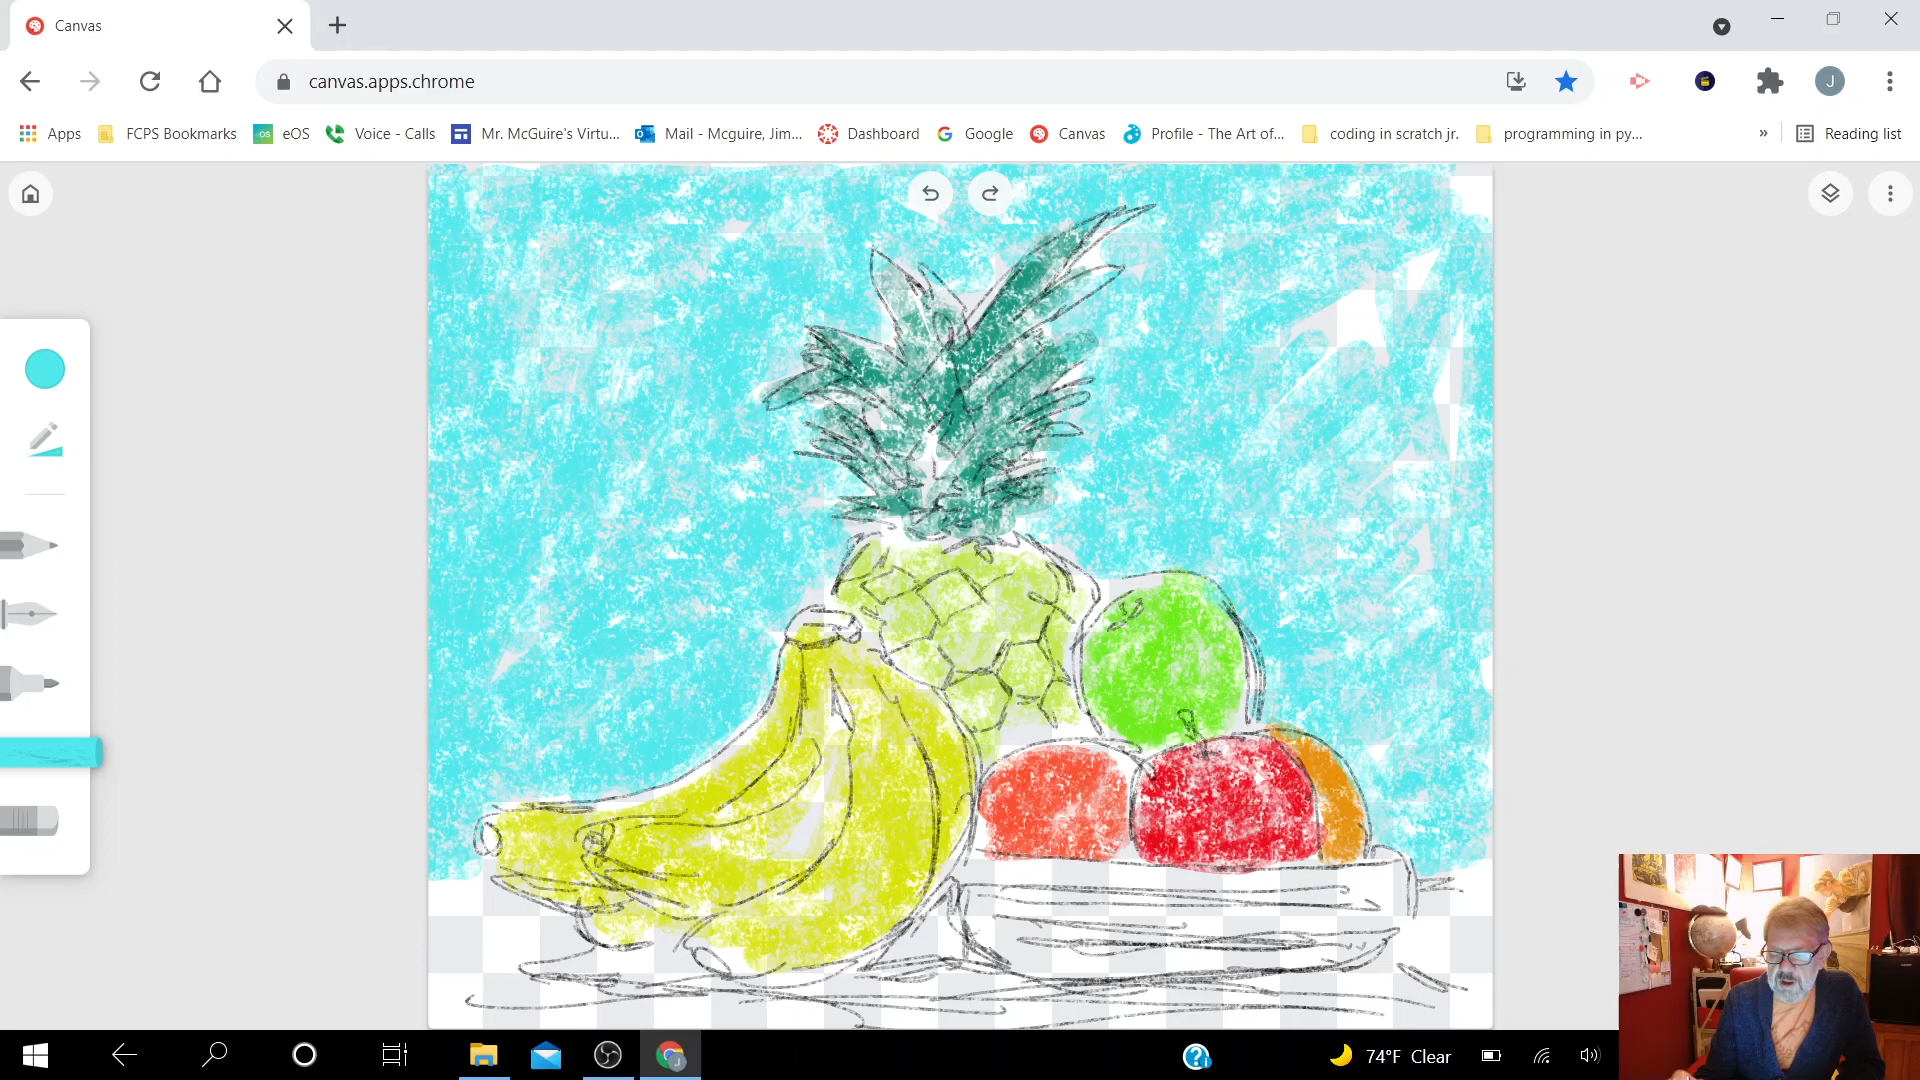 Canvas
canvas.apps.chrome
J
Apps FCPS Bookmarks eOS Voice - Calls Mr. McGuire's Virtu... Mail - Mcguire, Jim... Dashboard Google Canvas Profile - The Art of... coding in scratch jr. programming in py... » Reading list
74°F Clear